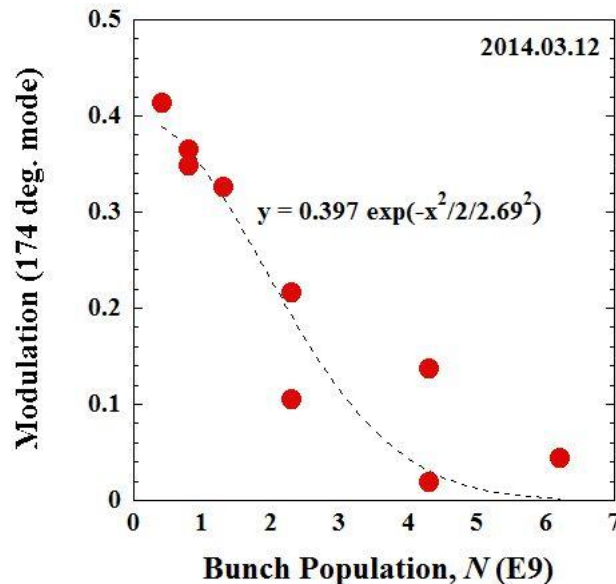 2014.03.12
0.5
0.4
0.3
0.2
0.1
0
y = 0.397 exp(-x²/2/2.69²)
Modulation (174 deg. mode)
0 1 2 3 4 5 6 7
Bunch Population, N (E9)